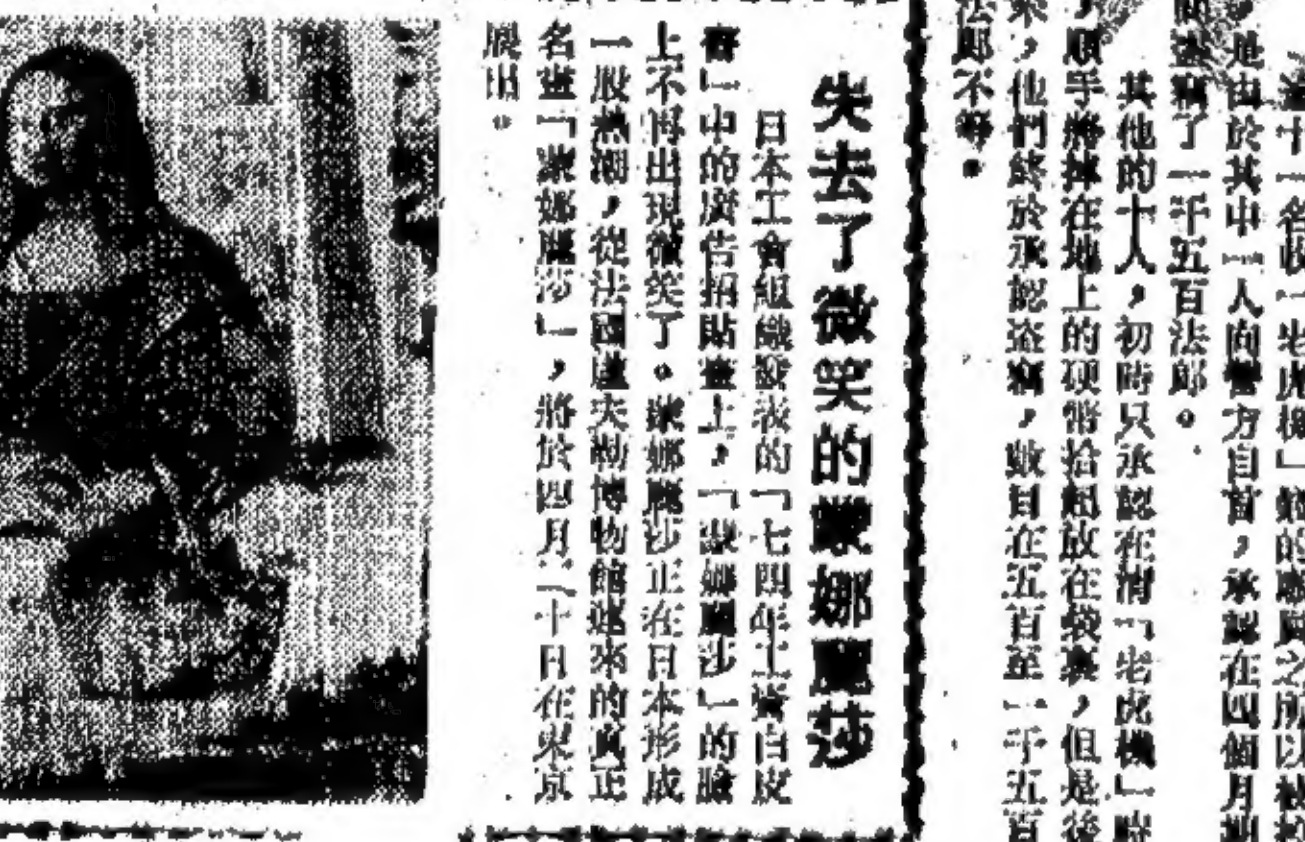 十一名
是由於其中一人向警方自首，承認在四個月
竊了一千五百法郎。
其他的十人，初時只承認在清「老虎機」時
，順手將掉在地上的硬幣拾起放在袋裏，但是後
來，他們終於承認盜竊，數目在五百至一千五百
法郎不等。
失去了微笑的蒙娜麗莎
日本工會組織發表的「七四年工資白皮
書」中的廣告招貼畫上，「蒙娜麗莎」的臉
上不再出現微笑了。蒙娜麗莎正在日本形成
一股熱潮，從法國盧夫勒博物館運來的真正
名畫「蒙娜麗莎」，將於四月二十日在東京
展出。